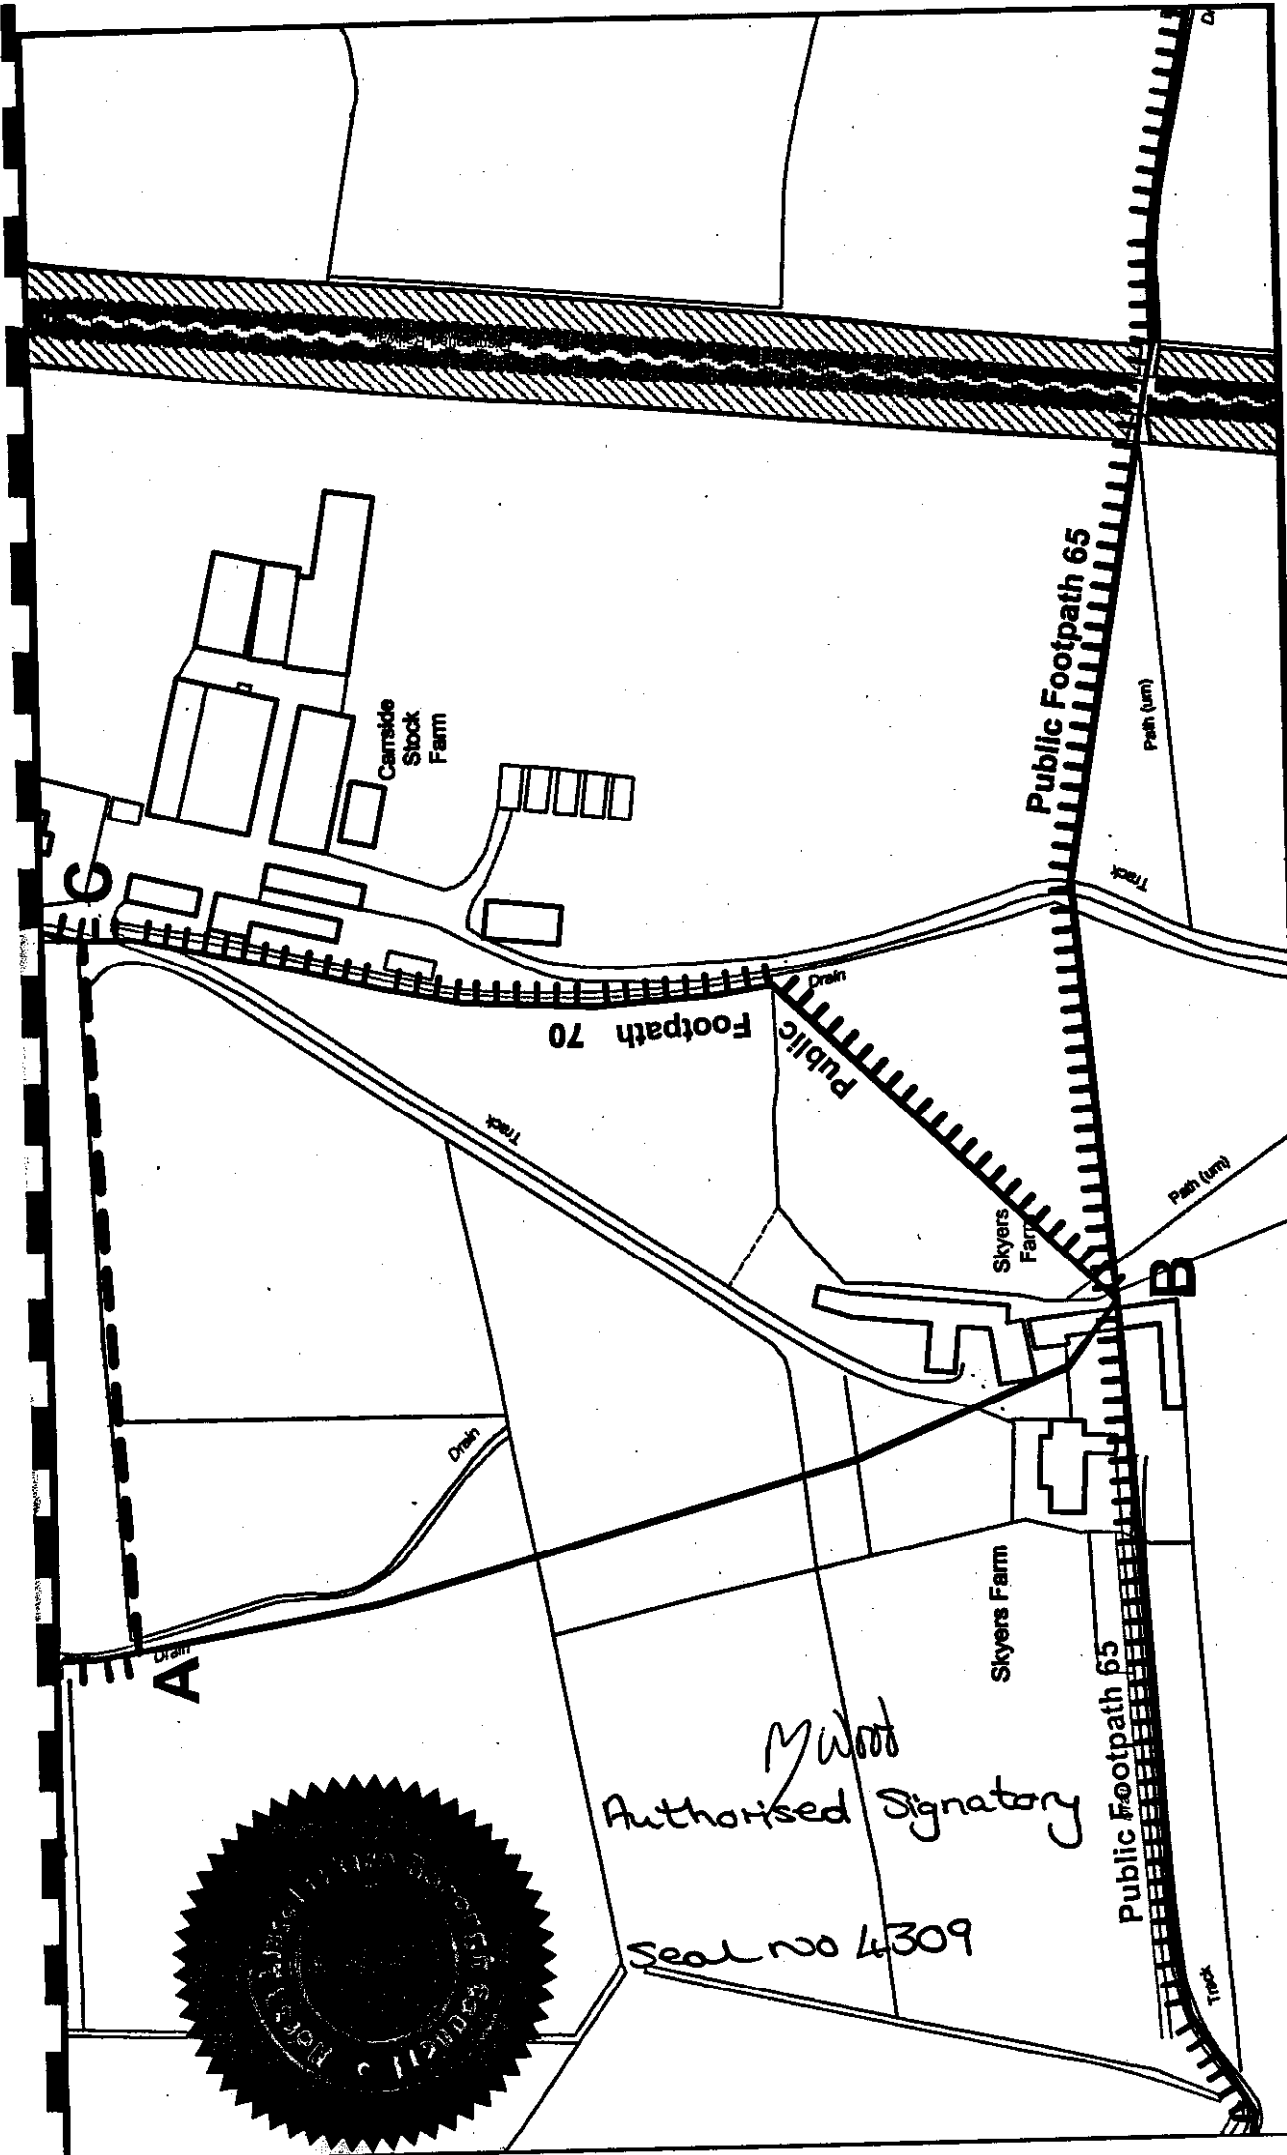 C
Carrside
Stock
Farm
Public Footpath 65
Path (um)
Track
Drain
Public Footpath 70
Track
Skyers
Farm
Path (um)
B
Drain
Drain
A
Skyers Farm
Public Footpath 65
Track
M Wood
Authorised Signatory
Seal no 4309